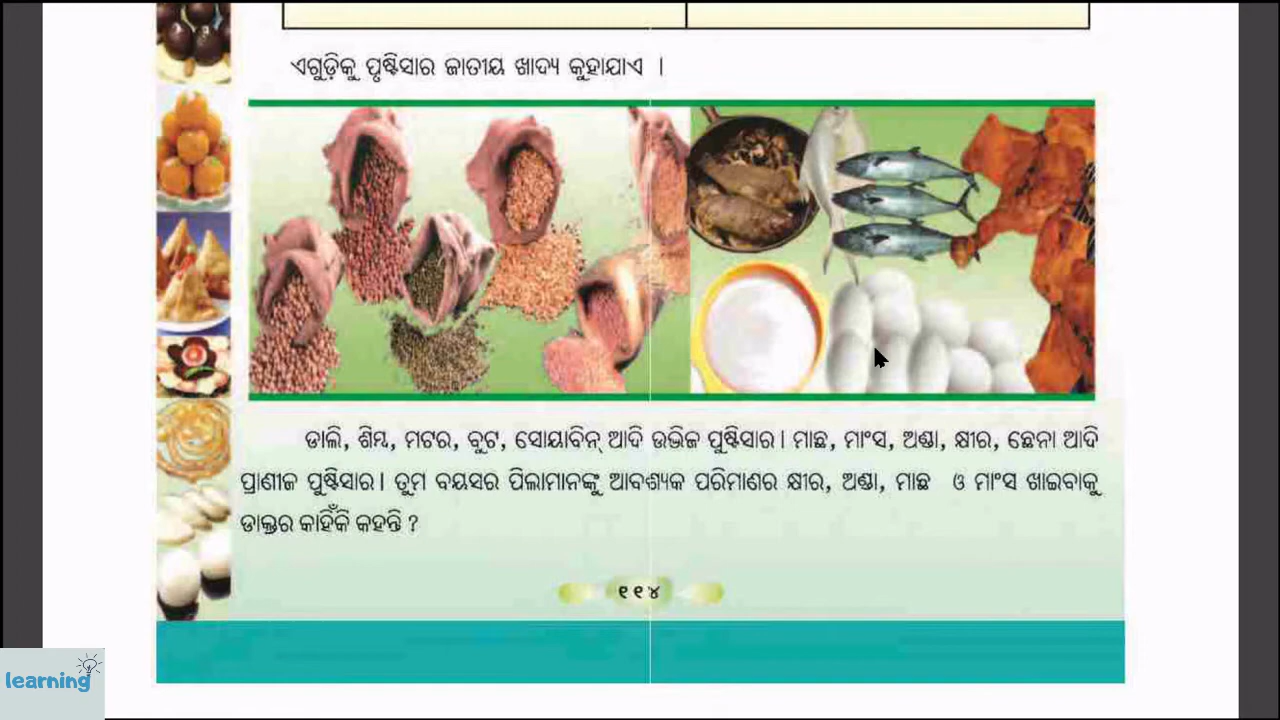 ଏଗୁଡ଼ିକୁ ପୃଷ୍ଟିସାର ଜାତୀୟ ଖାଦ୍ୟ କୁହାଯାଏ ।
ଡାଲି, ଶିମ୍ବ, ମଟର, ବୁଟ, ସୋୟାବିନ୍ ଆଦି ଉଦ୍ଭିଜ ପୁଷ୍ଟିସାର। ମାଛ, ମାଂସ, ଅଣ୍ଡା, କ୍ଷୀର, ଛେନା ଆଦି
ପ୍ରାଣୀଜ ପୁଷ୍ଟିସାର। ତୁମ ବୟସର ପିଲାମାନଙ୍କୁ ଆବଶ୍ୟକ ପରିମାଣର କ୍ଷୀର, ଅଣ୍ଡା, ମାଛ ଓ ମାଂସ ଖାଇବାକୁ
ଡାକ୍ତର କାହିଁକି କହନ୍ତି ?
୧୧୪
learning